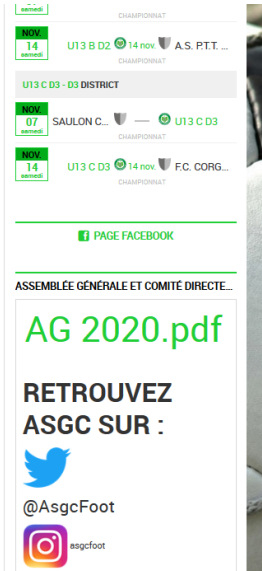 samedi
CHAMPIONNAT
NOV.
14
samedi
U13 B D2 14 nov. A.S. P.T.T. ...
CHAMPIONNAT
U13 C D3 - D3 DISTRICT
NOV.
07
samedi
SAULON C... — U13 C D3
CHAMPIONNAT
NOV.
14
samedi
U13 C D3 14 nov. F.C. CORG...
CHAMPIONNAT
PAGE FACEBOOK
ASSEMBLÉE GÉNÉRALE ET COMITÉ DIRECTE...
AG 2020.pdf
RETROUVEZ
ASGC SUR :
@AsgcFoot
asgcfoot